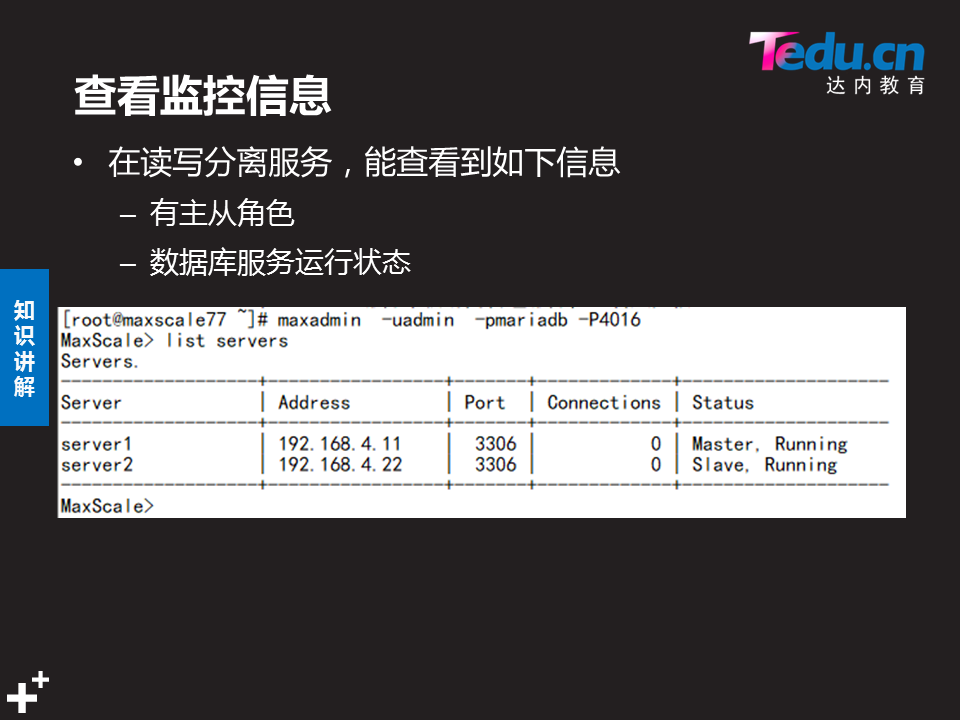 Tedu.cn
达内教育
查看监控信息
• 在读写分离服务，能查看到如下信息
– 有主从角色
– 数据库服务运行状态
知识讲解
[root@maxscale77 ~]# maxadmin -uadmin -pmariadb -P4016
MaxScale> list servers
Servers.
-------------------+-----------------+-------+-------------+--------------------
Server | Address | Port | Connections | Status
-------------------+-----------------+-------+-------------+--------------------
server1 | 192.168.4.11 | 3306 | 0 | Master, Running
server2 | 192.168.4.22 | 3306 | 0 | Slave, Running
-------------------+-----------------+-------+-------------+--------------------
MaxScale>